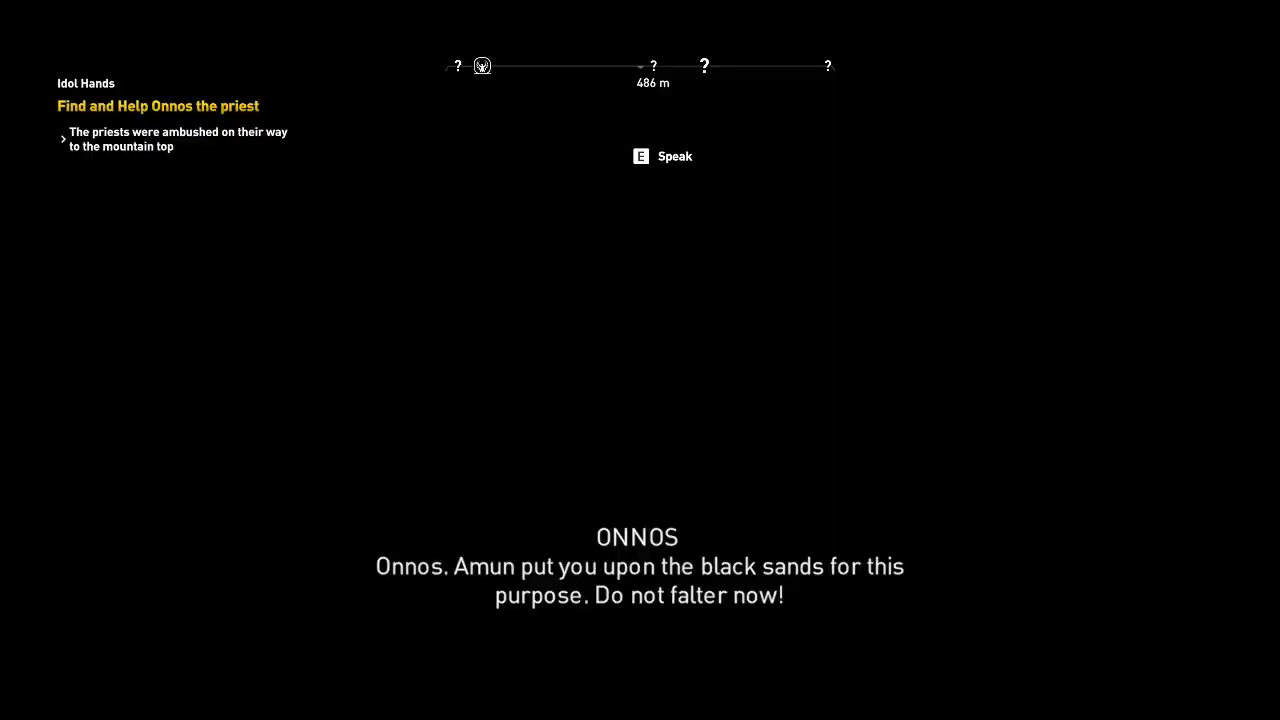 ? ? ? ?
486 m
Idol Hands
Find and Help Onnos the priest
The priests were ambushed on their way
to the mountain top
E Speak
ONNOS
Onnos. Amun put you upon the black sands for this
purpose. Do not falter now!